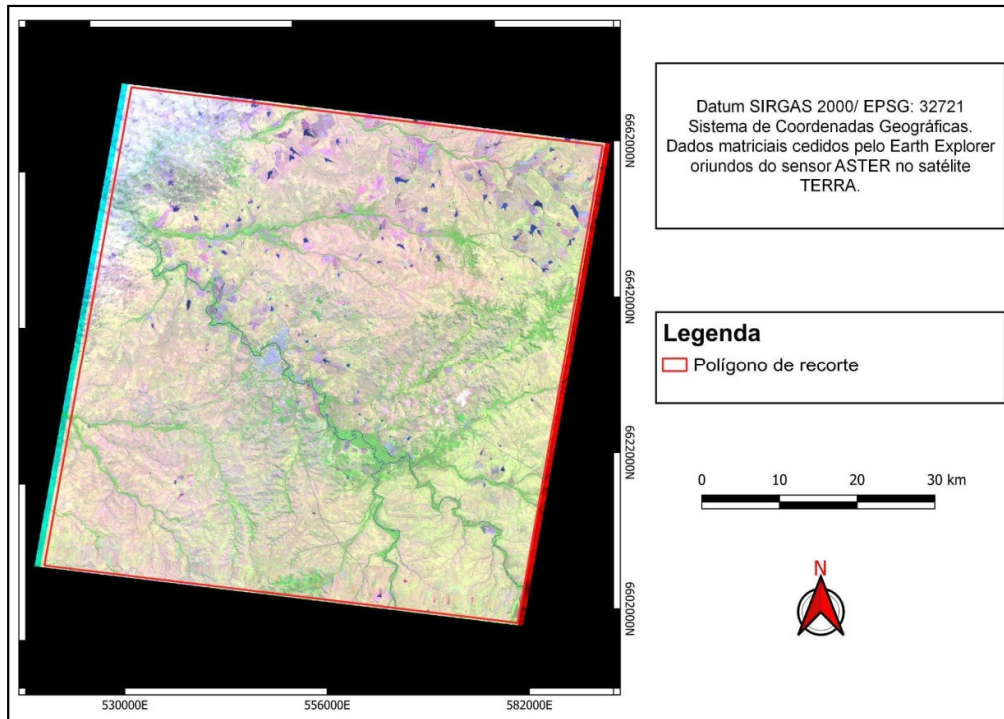 Datum SIRGAS 2000/ EPSG: 32721
Sistema de Coordenadas Geográficas.
Dados matriciais cedidos pelo Earth Explorer
oriundos do sensor ASTER no satélite
TERRA.
6662000N
6642000N
6622000N
6602000N
Legenda
Polígono de recorte
0 10 20 30 km
N
530000E 556000E 582000E